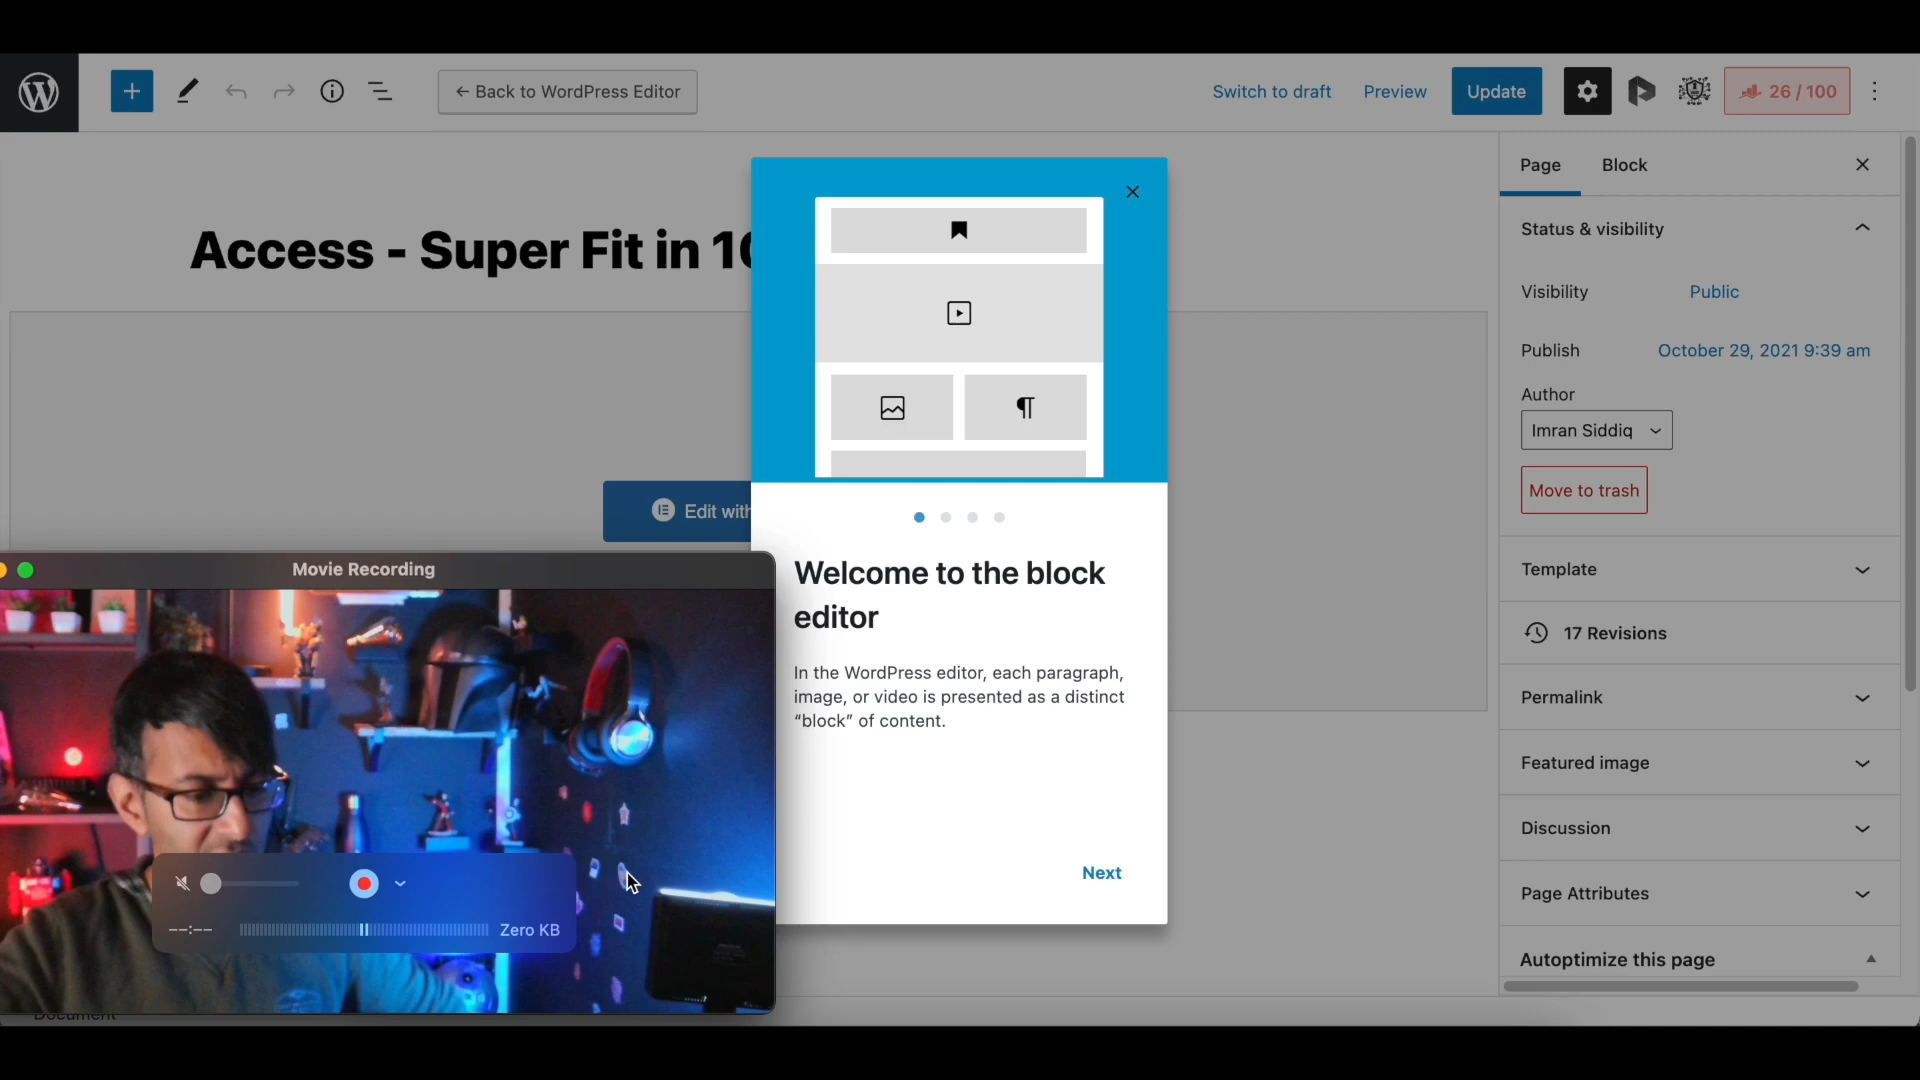 ← Back to WordPress Editor
Switch to draft
Preview
Update
26 / 100
Access - Super Fit in 10
Edit with
Welcome to the block
editor
In the WordPress editor, each paragraph,
image, or video is presented as a distinct
“block” of content.
Next
Page
Block
Status & visibility
Visibility
Public
Publish
October 29, 2021 9:39 am
Author
Imran Siddiq
Move to trash
Template
17 Revisions
Permalink
Featured image
Discussion
Page Attributes
Autoptimize this page
Movie Recording
--:--
Zero KB
Document